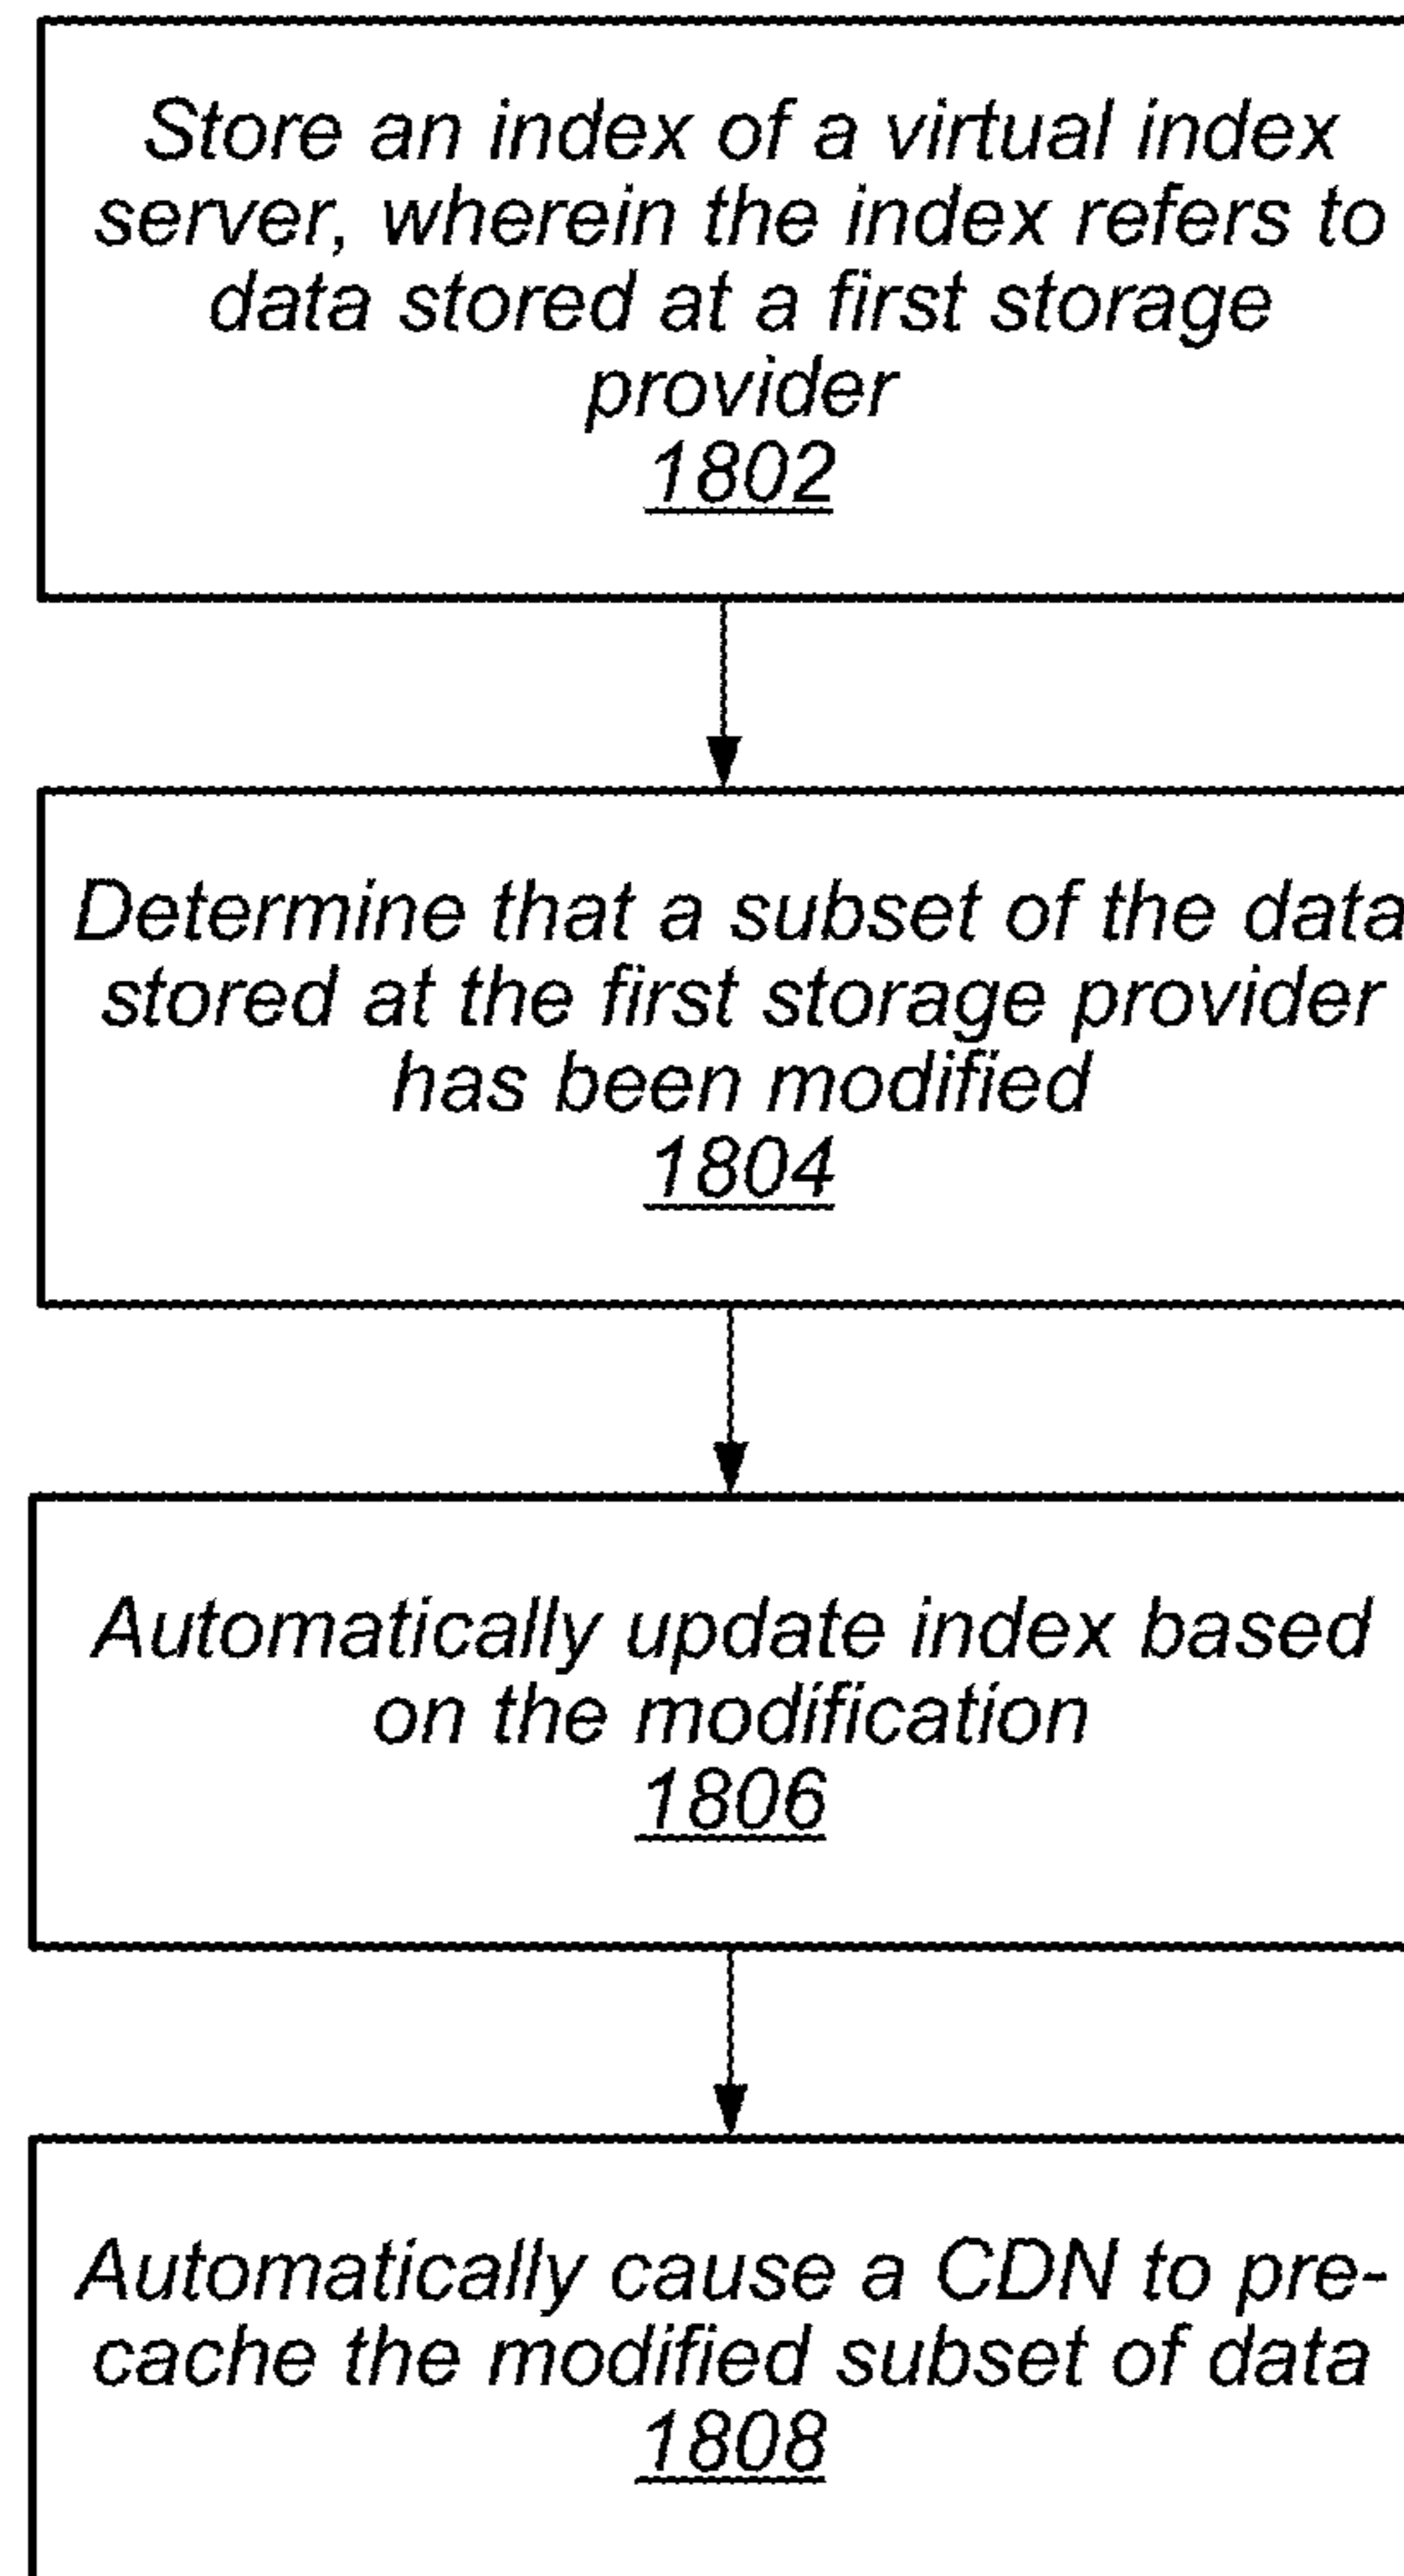 Store an index of a virtual index
server, wherein the index refers to
data stored at a first storage
provider
1802
Determine that a subset of the data
stored at the first storage provider
has been modified
1804
Automatically update index based
on the modification
1806
Automatically cause a CDN to pre-
cache the modified subset of data
1808